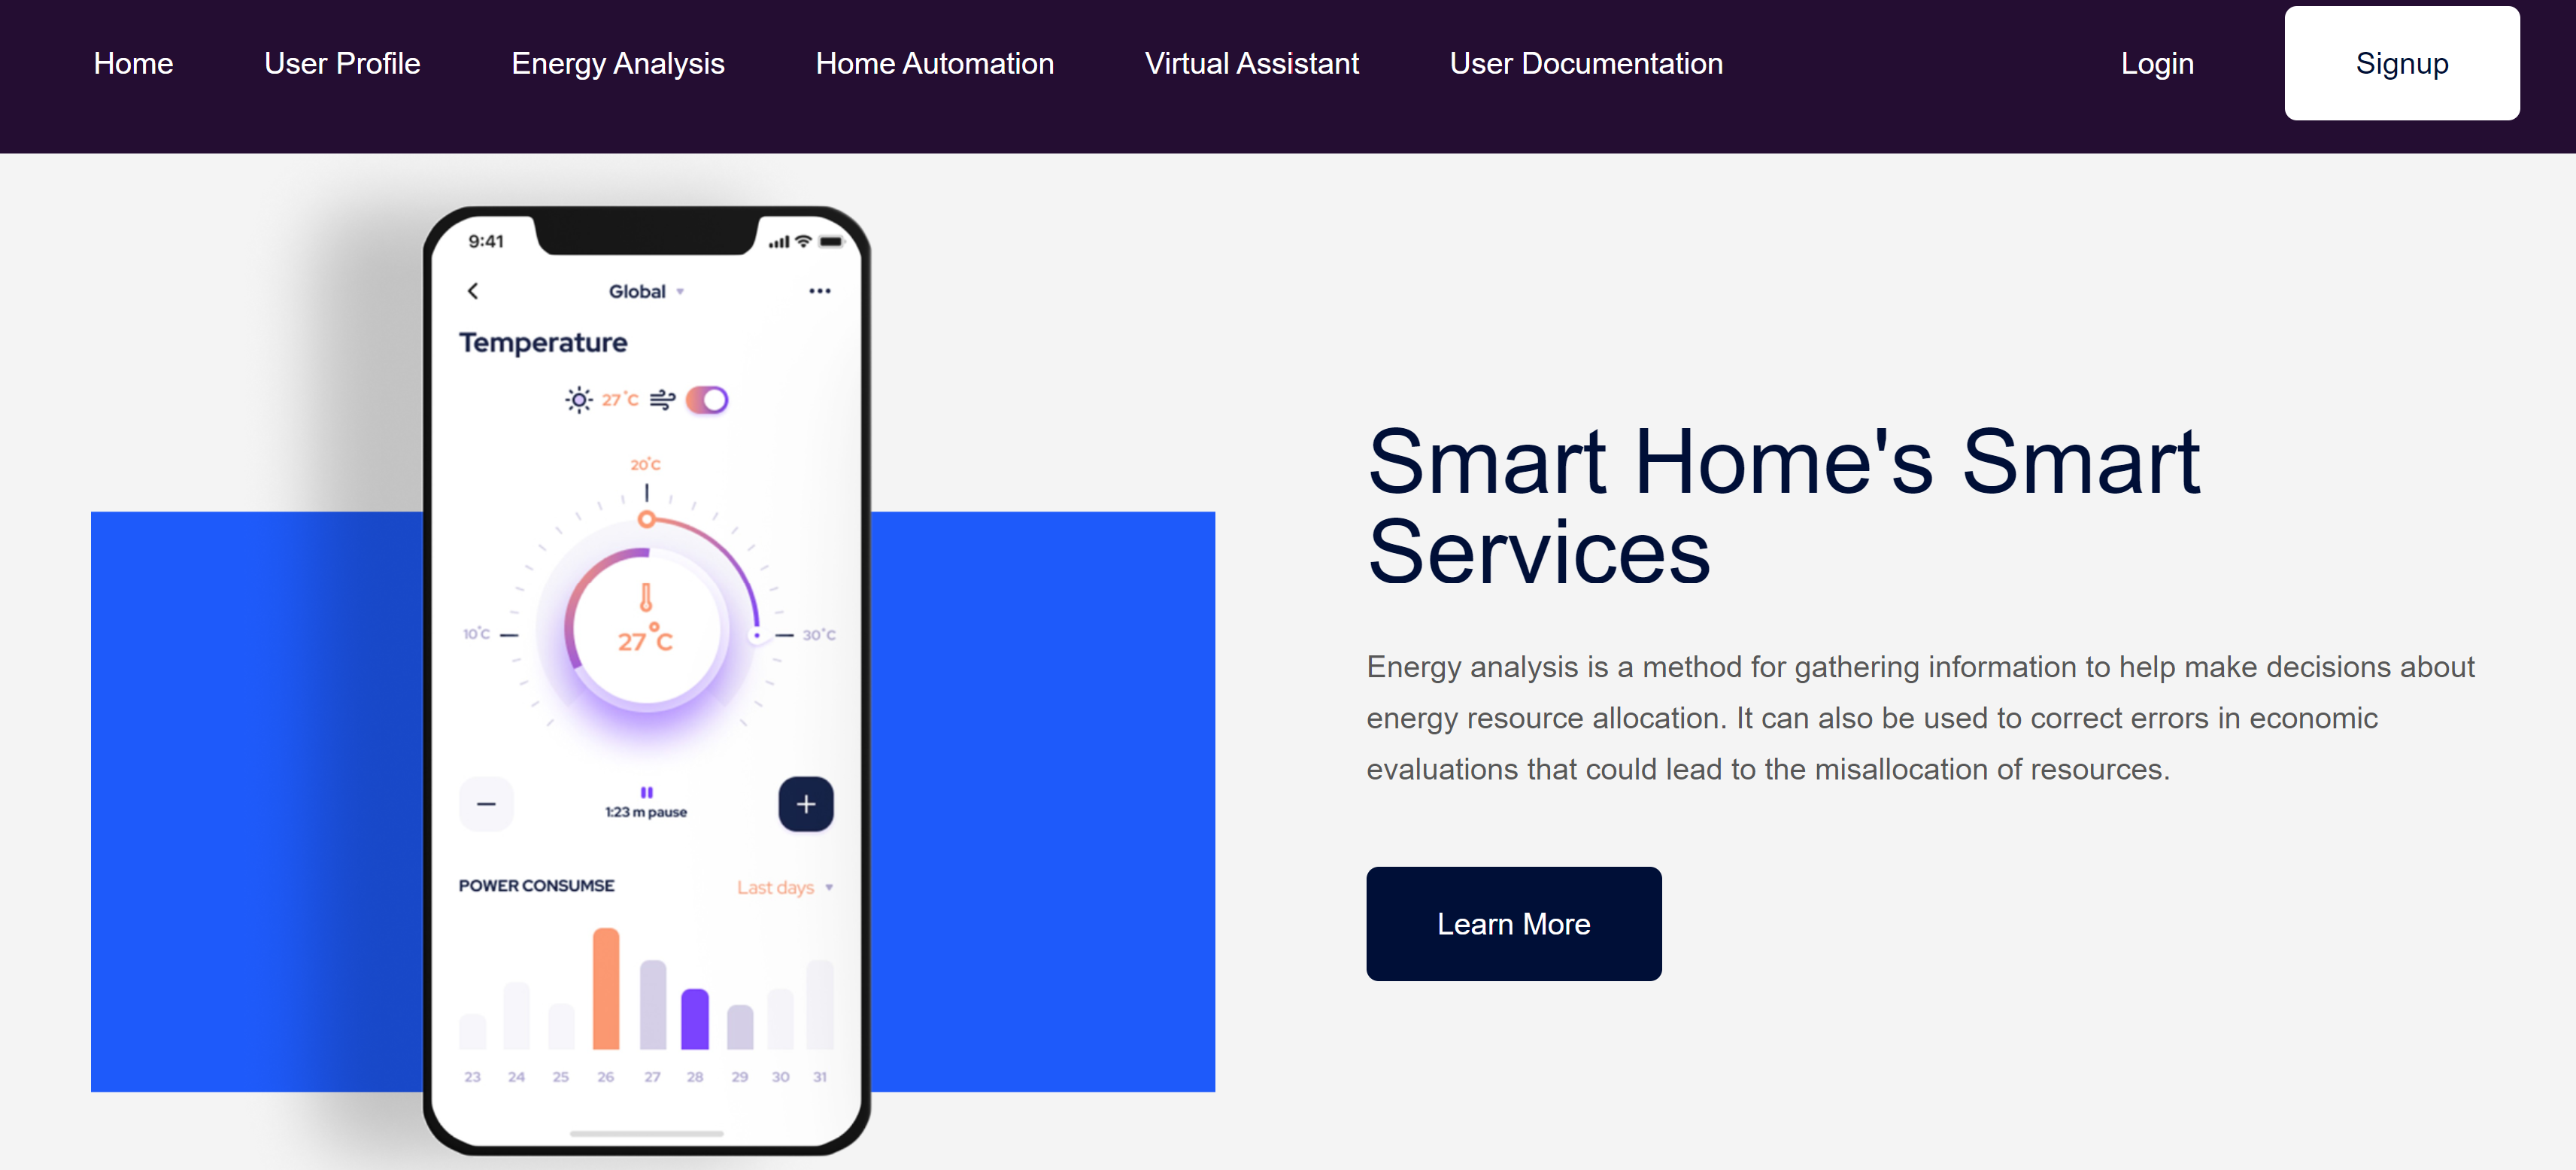 Home User Profile Energy Analysis Home Automation Virtual Assistant User Documentation Login Signup
9:41
Global
Temperature
27°C
20°C
10°C
27°C
30°C
1:23 m pause
POWER CONSUMSE Last days
23 24 25 26 27 28 29 30 31
Smart Home's Smart
Services
Energy analysis is a method for gathering information to help make decisions about
energy resource allocation. It can also be used to correct errors in economic
evaluations that could lead to the misallocation of resources.
Learn More